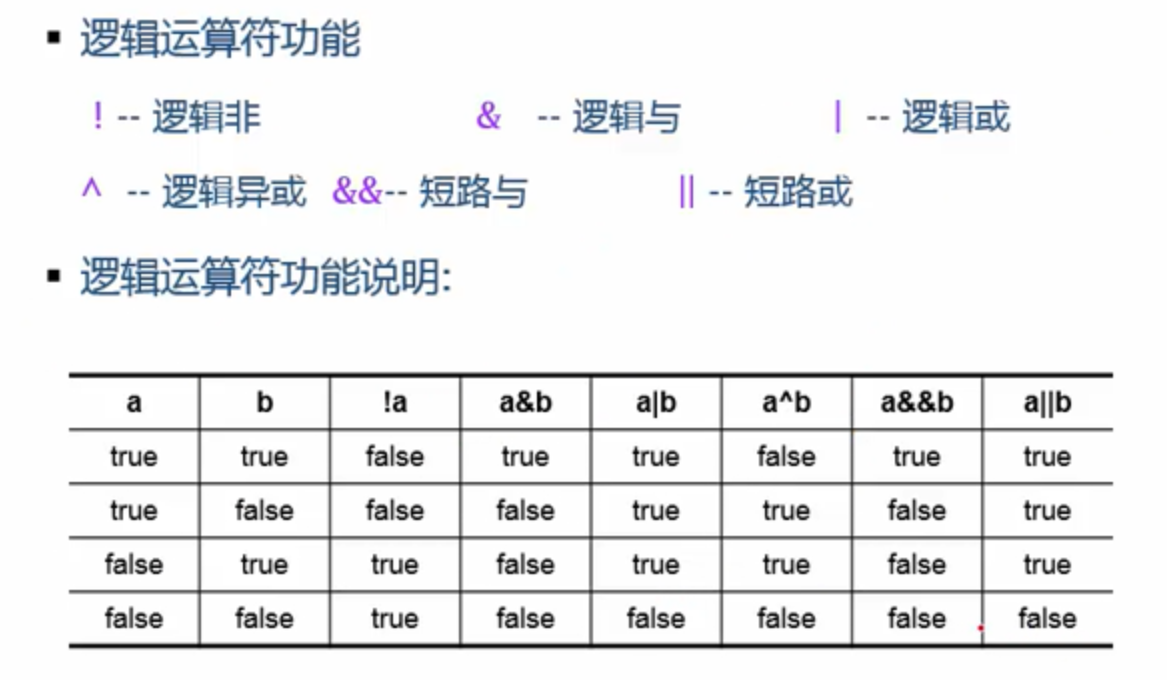 ▪ 逻辑运算符功能
! -- 逻辑非 & -- 逻辑与 | -- 逻辑或
^ -- 逻辑异或 &&-- 短路与 || -- 短路或
▪ 逻辑运算符功能说明:
a b !a a&b a|b a^b a&&b a||b
true true false true true false true true
true false false false true true false true
false true true false true true false true
false false true false false false false false